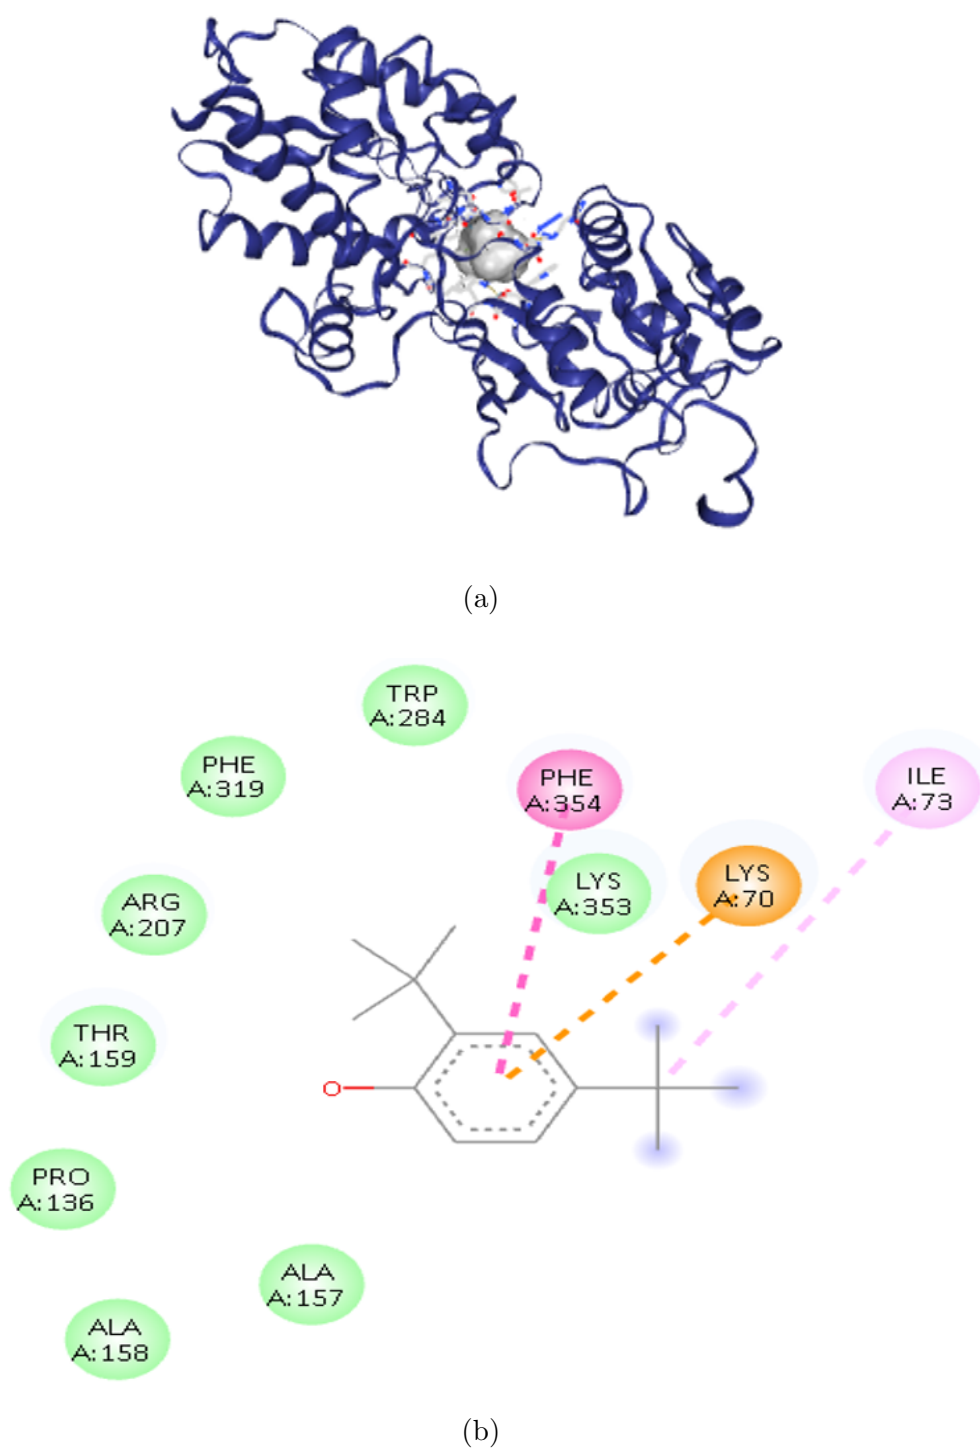 (a)
TRP
A:284
PHE
A:319
PHE
A:354
ILE
A:73
LYS
A:353
LYS
A:70
ARG
A:207
THR
A:159
O
PRO
A:136
ALA
A:157
ALA
A:158
(b)